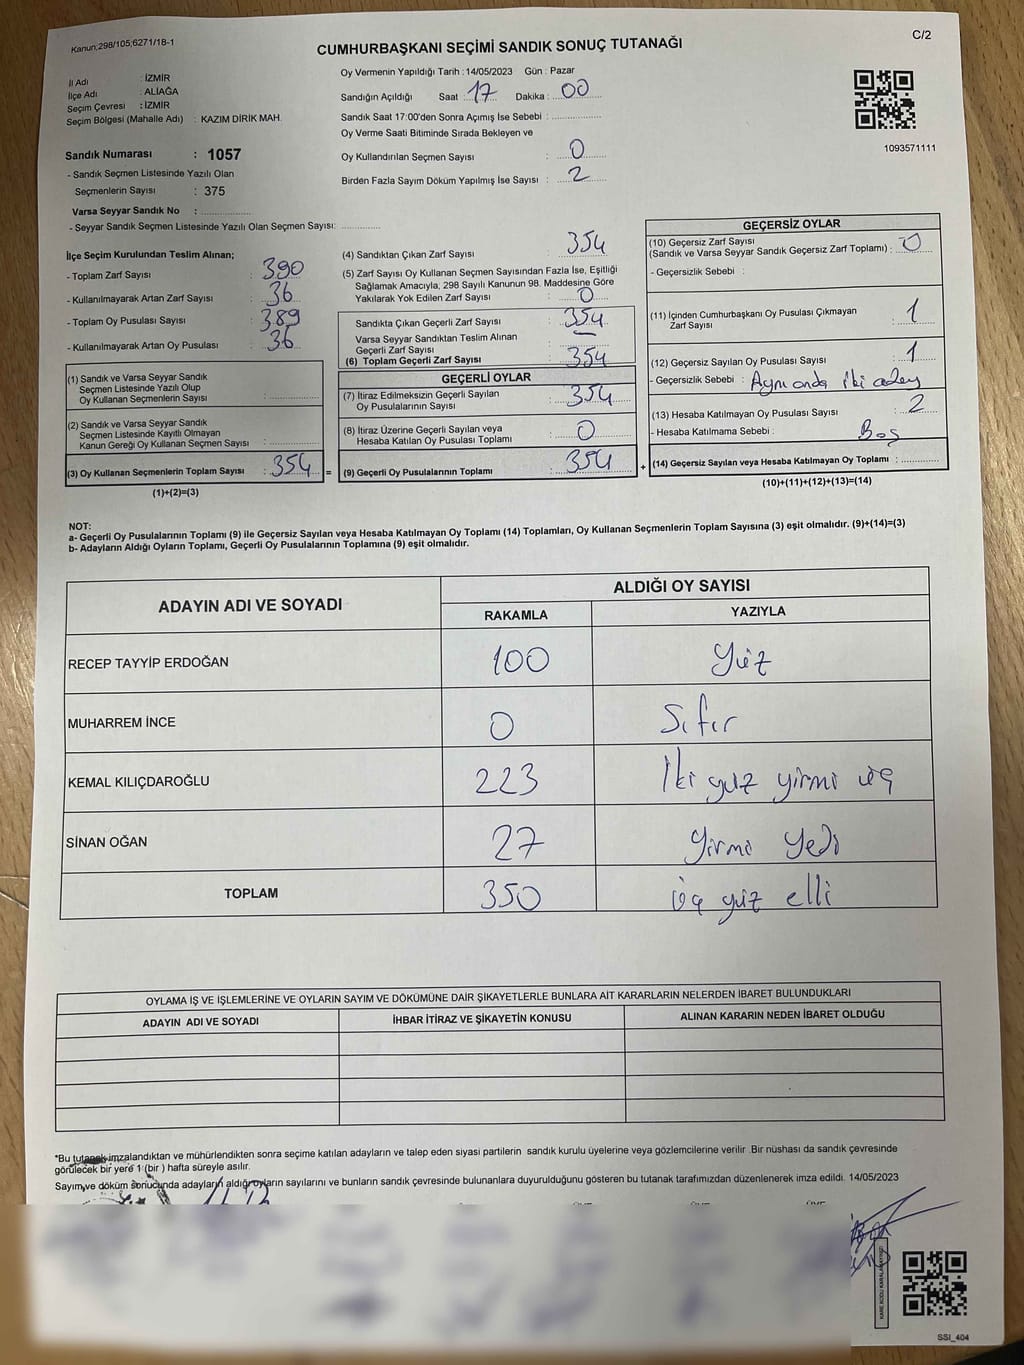 Kanun;298/105;6271/18-1
C/2
CUMHURBAŞKANI SEÇİMİ SANDIK SONUÇ TUTANAĞI
İl Adı : İZMİR
İlçe Adı : ALİAĞA
Seçim Çevresi : İZMİR
Seçim Bölgesi (Mahalle Adı) : KAZIM DİRİK MAH.
Oy Vermenin Yapıldığı Tarih : 14/05/2023 Gün : Pazar
Sandığın Açıldığı Saat : 17 Dakika : 00
Sandık Saat 17:00'den Sonra Açımış İse Sebebi :
Oy Verme Saati Bitiminde Sırada Bekleyen ve
Oy Kullandırılan Seçmen Sayısı : 0
Birden Fazla Sayım Döküm Yapılmış İse Sayısı : 2
1093571111
Sandık Numarası : 1057
- Sandık Seçmen Listesinde Yazılı Olan
Seçmenlerin Sayısı : 375
Varsa Seyyar Sandık No :
- Seyyar Sandık Seçmen Listesinde Yazılı Olan Seçmen Sayısı:
İlçe Seçim Kurulundan Teslim Alınan;
- Toplam Zarf Sayısı : 390
- Kullanılmayarak Artan Zarf Sayısı : 36
- Toplam Oy Pusulası Sayısı : 389
- Kullanılmayarak Artan Oy Pusulası : 36
(1) Sandık ve Varsa Seyyar Sandık
Seçmen Listesinde Yazılı Olup
Oy Kullanan Seçmenlerin Sayısı :
(2) Sandık ve Varsa Seyyar Sandık
Seçmen Listesinde Kayıtlı Olmayan
Kanun Gereği Oy Kullanan Seçmen Sayısı :
(3) Oy Kullanan Seçmenlerin Toplam Sayısı : 354 =
(1)+(2)=(3)
(4) Sandıktan Çıkan Zarf Sayısı : 354
(5) Zarf Sayısı Oy Kullanan Seçmen Sayısından Fazla İse, Eşitliği
Sağlamak Amacıyla; 298 Sayılı Kanunun 98. Maddesine Göre
Yakılarak Yok Edilen Zarf Sayısı : 0
Sandıkta Çıkan Geçerli Zarf Sayısı : 354
Varsa Seyyar Sandıktan Teslim Alınan
Geçerli Zarf Sayısı :
(6) Toplam Geçerli Zarf Sayısı : 354
GEÇERLİ OYLAR
(7) İtiraz Edilmeksizin Geçerli Sayılan
Oy Pusulalarının Sayısı : 354
(8) İtiraz Üzerine Geçerli Sayılan veya
Hesaba Katılan Oy Pusulası Toplamı : 0
(9) Geçerli Oy Pusulalarının Toplamı : 354 +
GEÇERSİZ OYLAR
(10) Geçersiz Zarf Sayısı
(Sandık ve Varsa Seyyar Sandık Geçersiz Zarf Toplamı) : 0
- Geçersizlik Sebebi :
(11) İçinden Cumhurbaşkanı Oy Pusulası Çıkmayan
Zarf Sayısı : 1
(12) Geçersiz Sayılan Oy Pusulası Sayısı : 1
- Geçersizlik Sebebi : Aynı anda iki aday
(13) Hesaba Katılmayan Oy Pusulası Sayısı : 2
- Hesaba Katılmama Sebebi : Boş
(14) Geçersiz Sayılan veya Hesaba Katılmayan Oy Toplamı :
(10)+(11)+(12)+(13)=(14)
NOT:
a- Geçerli Oy Pusulalarının Toplamı (9) ile Geçersiz Sayılan veya Hesaba Katılmayan Oy Toplamı (14) Toplamları, Oy Kullanan Seçmenlerin Toplam Sayısına (3) eşit olmalıdır. (9)+(14)=(3)
b- Adayların Aldığı Oyların Toplamı, Geçerli Oy Pusulalarının Toplamına (9) eşit olmalıdır.
ADAYIN ADI VE SOYADI
ALDIĞI OY SAYISI
RAKAMLA YAZIYLA
RECEP TAYYİP ERDOĞAN 100 Yüz
MUHARREM İNCE 0 Sıfır
KEMAL KILIÇDAROĞLU 223 İki yüz yirmi üç
SİNAN OĞAN 27 Yirmi Yedi
TOPLAM 350 üç yüz elli
OYLAMA İŞ VE İŞLEMLERİNE VE OYLARIN SAYIM VE DÖKÜMÜNE DAİR ŞİKAYETLERLE BUNLARA AİT KARARLARIN NELERDEN İBARET BULUNDUKLARI
ADAYIN ADI VE SOYADI İHBAR İTİRAZ VE ŞİKAYETİN KONUSU ALINAN KARARIN NEDEN İBARET OLDUĞU
*Bu tutanak imzalandıktan ve mühürlendikten sonra seçime katılan adayların ve talep eden siyasi partilerin sandık kurulu üyelerine veya gözlemcilerine verilir .Bir nüshası da sandık çevresinde
görülecek bir yere 1 (bir ) hafta süreyle asılır.
Sayım ve döküm sonucunda adayların aldığı oyların sayılarını ve bunların sandık çevresinde bulunanlara duyurulduğunu gösteren bu tutanak tarafımızdan düzenlenerek imza edildi. 14/05/2023
SSI_404